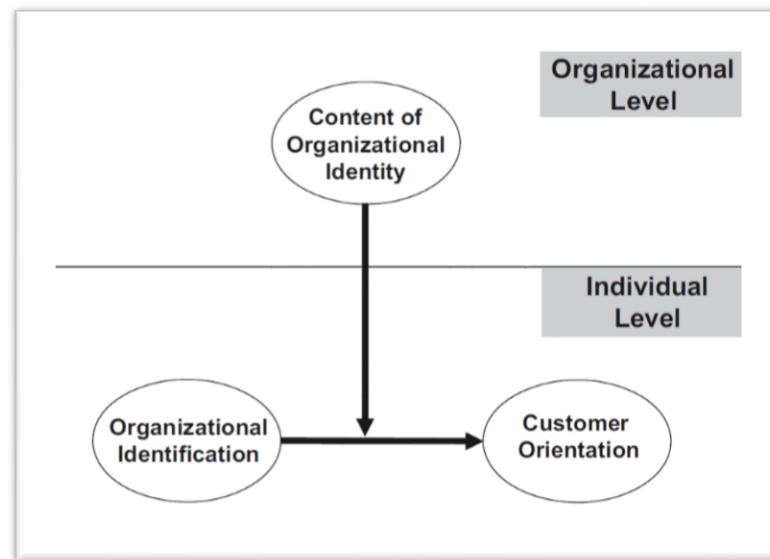 Organizational
Level
Content of
Organizational
Identity
Individual
Level
Organizational
Identification
Customer
Orientation